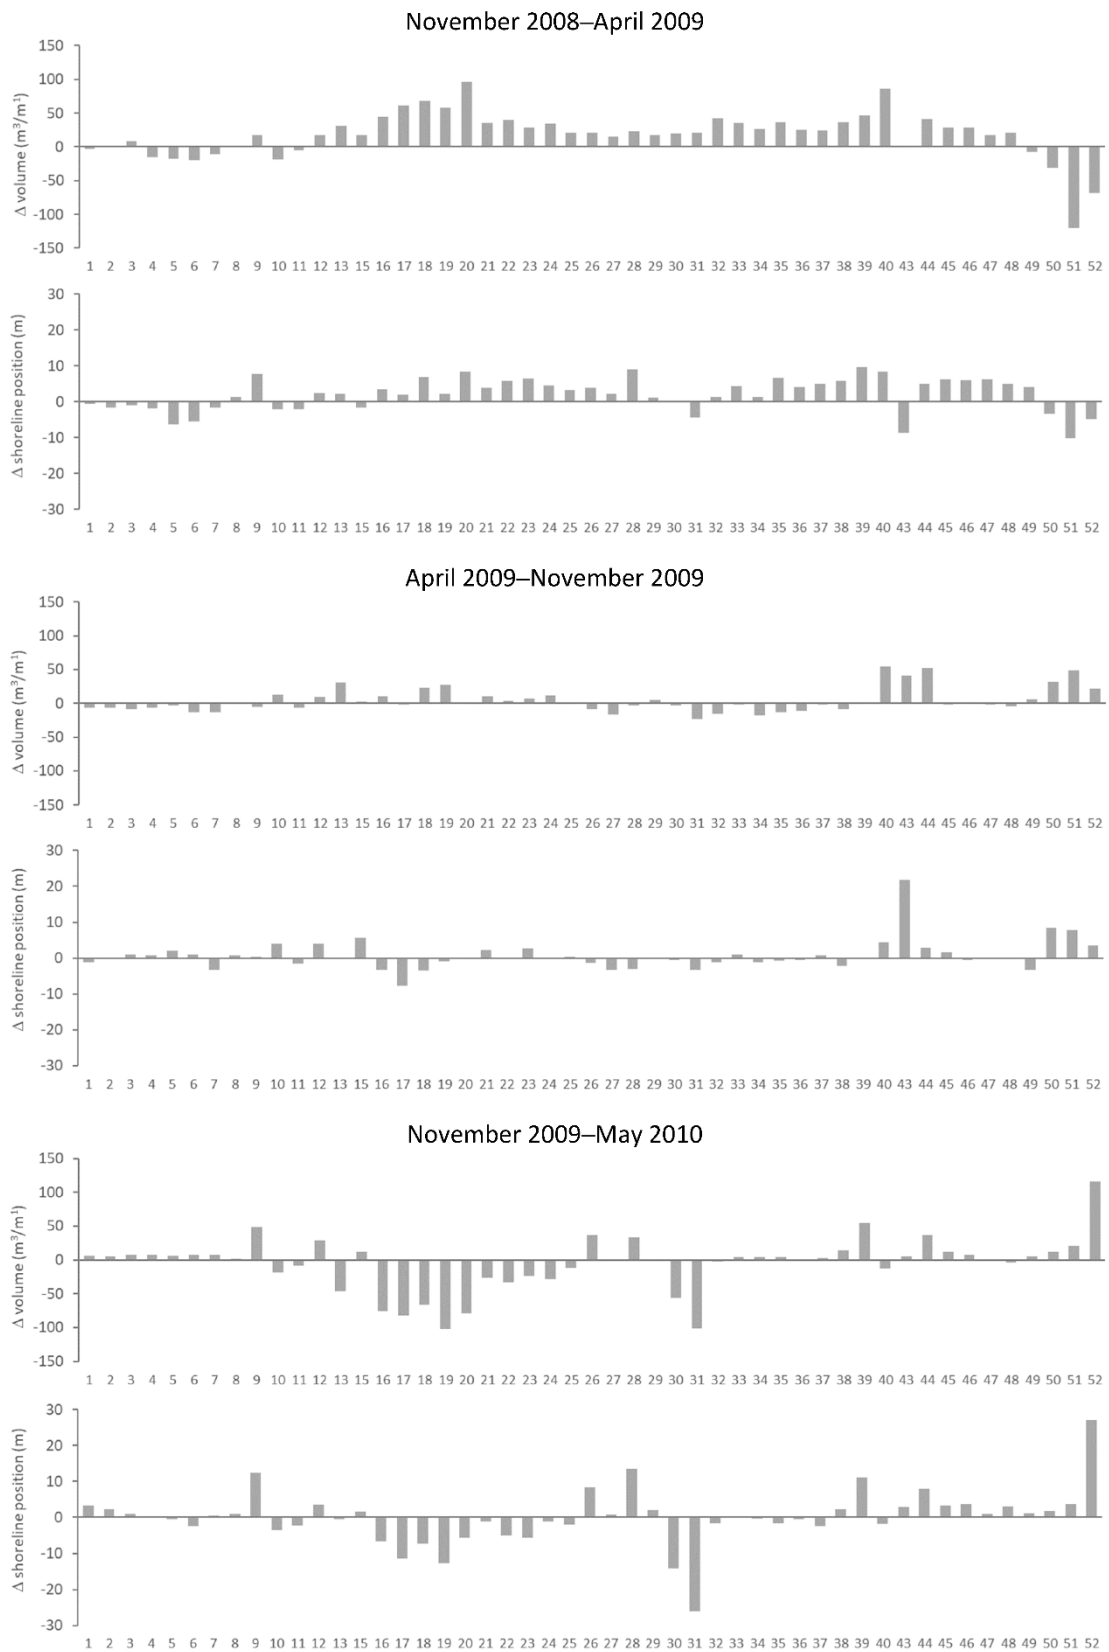 November 2008–April 2009
Δ volume (m³/m¹)
150
100
50
0
-50
-100
-150
1 2 3 4 5 6 7 8 9 10 11 12 13 15 16 17 18 19 20 21 22 23 24 25 26 27 28 29 30 31 32 33 34 35 36 37 38 39 40 43 44 45 46 47 48 49 50 51 52
Δ shoreline position (m)
30
20
10
0
-10
-20
-30
1 2 3 4 5 6 7 8 9 10 11 12 13 15 16 17 18 19 20 21 22 23 24 25 26 27 28 29 30 31 32 33 34 35 36 37 38 39 40 43 44 45 46 47 48 49 50 51 52
April 2009–November 2009
Δ volume (m³/m¹)
150
100
50
0
-50
-100
-150
1 2 3 4 5 6 7 8 9 10 11 12 13 15 16 17 18 19 20 21 22 23 24 25 26 27 28 29 30 31 32 33 34 35 36 37 38 39 40 43 44 45 46 47 48 49 50 51 52
Δ shoreline position (m)
30
20
10
0
-10
-20
-30
1 2 3 4 5 6 7 8 9 10 11 12 13 15 16 17 18 19 20 21 22 23 24 25 26 27 28 29 30 31 32 33 34 35 36 37 38 39 40 43 44 45 46 47 48 49 50 51 52
November 2009–May 2010
Δ volume (m³/m¹)
150
100
50
0
-50
-100
-150
1 2 3 4 5 6 7 8 9 10 11 12 13 15 16 17 18 19 20 21 22 23 24 25 26 27 28 29 30 31 32 33 34 35 36 37 38 39 40 43 44 45 46 47 48 49 50 51 52
Δ shoreline position (m)
30
20
10
0
-10
-20
-30
1 2 3 4 5 6 7 8 9 10 11 12 13 15 16 17 18 19 20 21 22 23 24 25 26 27 28 29 30 31 32 33 34 35 36 37 38 39 40 43 44 45 46 47 48 49 50 51 52